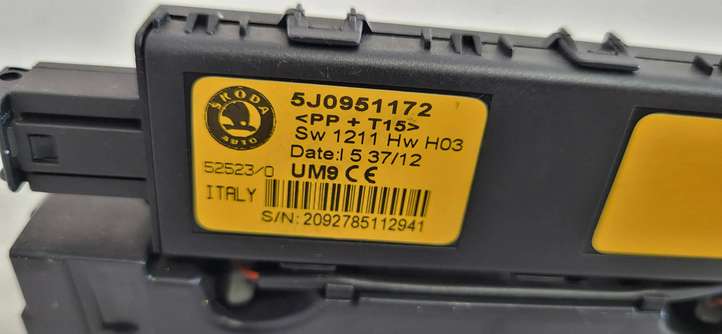 ŠKODA
AUTO
5J0951172
<PP + T15>
Sw 1211 Hw H03
Date:I 5 37/12
52523/0 UM9 CE
ITALY
S/N: 2092785112941